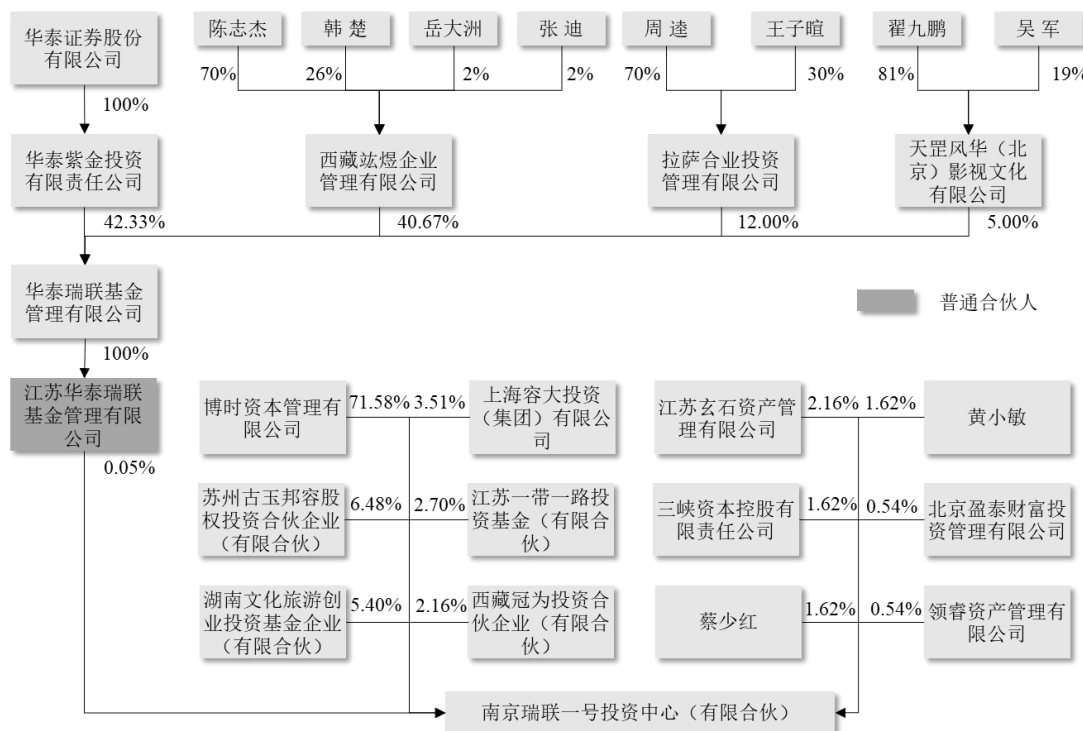 华泰证券股份
有限公司
陈志杰
韩 楚
岳大洲
张 迪
周 逵
王子暄
翟九鹏
吴 军
70%
26%
2%
2%
70%
30%
81%
19%
100%
华泰紫金投资
有限责任公司
西藏竑煜企业
管理有限公司
拉萨合业投资
管理有限公司
天罡风华（北
京）影视文化
有限公司
42.33%
40.67%
12.00%
5.00%
华泰瑞联基金
管理有限公司
普通合伙人
100%
江苏华泰瑞联
基金管理有限
公司
0.05%
博时资本管理有
限公司
71.58%
3.51%
上海容大投资
（集团）有限公
司
江苏玄石资产管
理有限公司
2.16%
1.62%
黄小敏
苏州古玉邦容股
权投资合伙企业
（有限合伙）
6.48%
2.70%
江苏一带一路投
资基金（有限合
伙）
三峡资本控股有
限责任公司
1.62%
0.54%
北京盈泰财富投
资管理有限公司
湖南文化旅游创
业投资基金企业
（有限合伙）
5.40%
2.16%
西藏冠为投资合
伙企业（有限合
伙）
蔡少红
1.62%
0.54%
领睿资产管理有
限公司
南京瑞联一号投资中心（有限合伙）